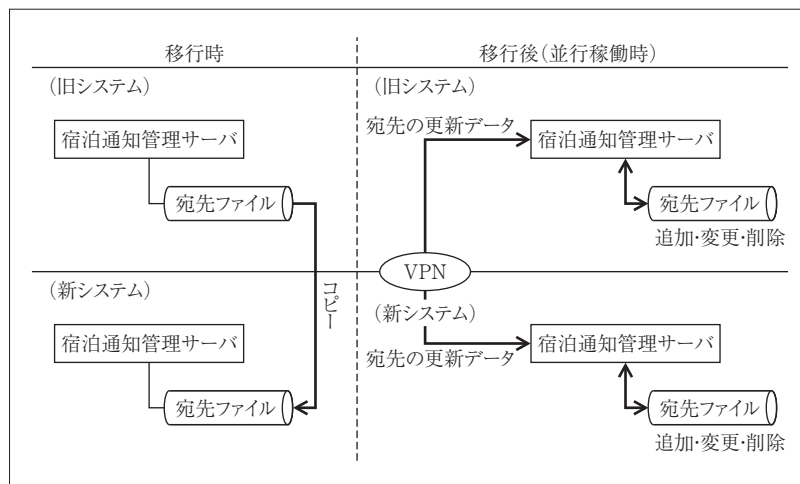 移行時
移行後(並行稼働時)
(旧システム)
宿泊通知管理サーバ
宛先ファイル
コピー
(新システム)
宿泊通知管理サーバ
宛先ファイル
(旧システム)
宛先の更新データ
宿泊通知管理サーバ
宛先ファイル
追加・変更・削除
VPN
(新システム)
宛先の更新データ
宿泊通知管理サーバ
宛先ファイル
追加・変更・削除